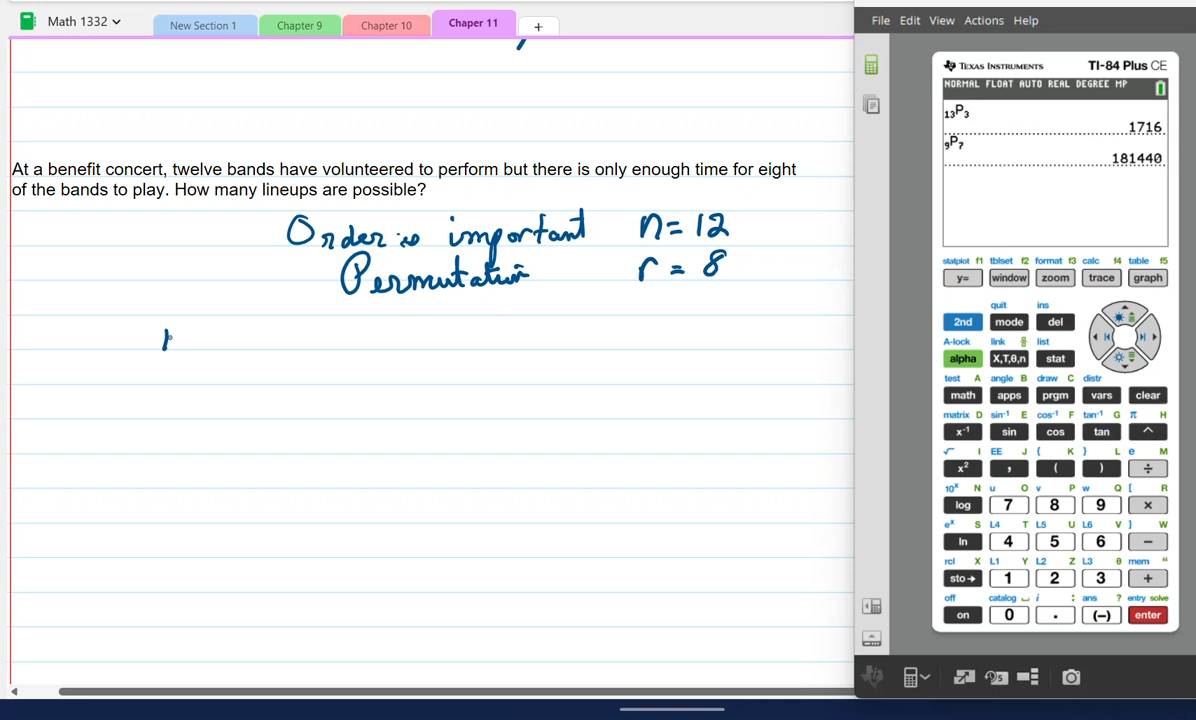 Math 1332
New Section 1
Chapter 9
Chapter 10
Chaper 11
+
At a benefit concert, twelve bands have volunteered to perform but there is only enough time for eight
of the bands to play. How many lineups are possible?
Order is important n = 12
Permutation r = 8
File Edit View Actions Help
TEXAS INSTRUMENTS TI-84 Plus CE
NORMAL FLOAT AUTO REAL DEGREE MP
13P3
1716.
9P7
181440.
statplot f1 tblset f2 format f3 calc f4 table f5
y= window zoom trace graph
quit ins
2nd mode del
A-lock link list
alpha X,T,θ,n stat
test A angle B draw C distr
math apps prgm vars clear
matrix D sin⁻¹ E cos⁻¹ F tan⁻¹ G π H
x⁻¹ sin cos tan ^
√ I EE J { K } L e M
x² , ( ) ÷
10ˣ N u O v P w Q [ R
log 7 8 9 ×
eˣ S L4 T L5 U L6 V ] W
ln 4 5 6 −
rcl X L1 Y L2 Z L3 θ mem "
sto→ 1 2 3 +
off catalog i : ans ? entry solve
on 0 . (−) enter